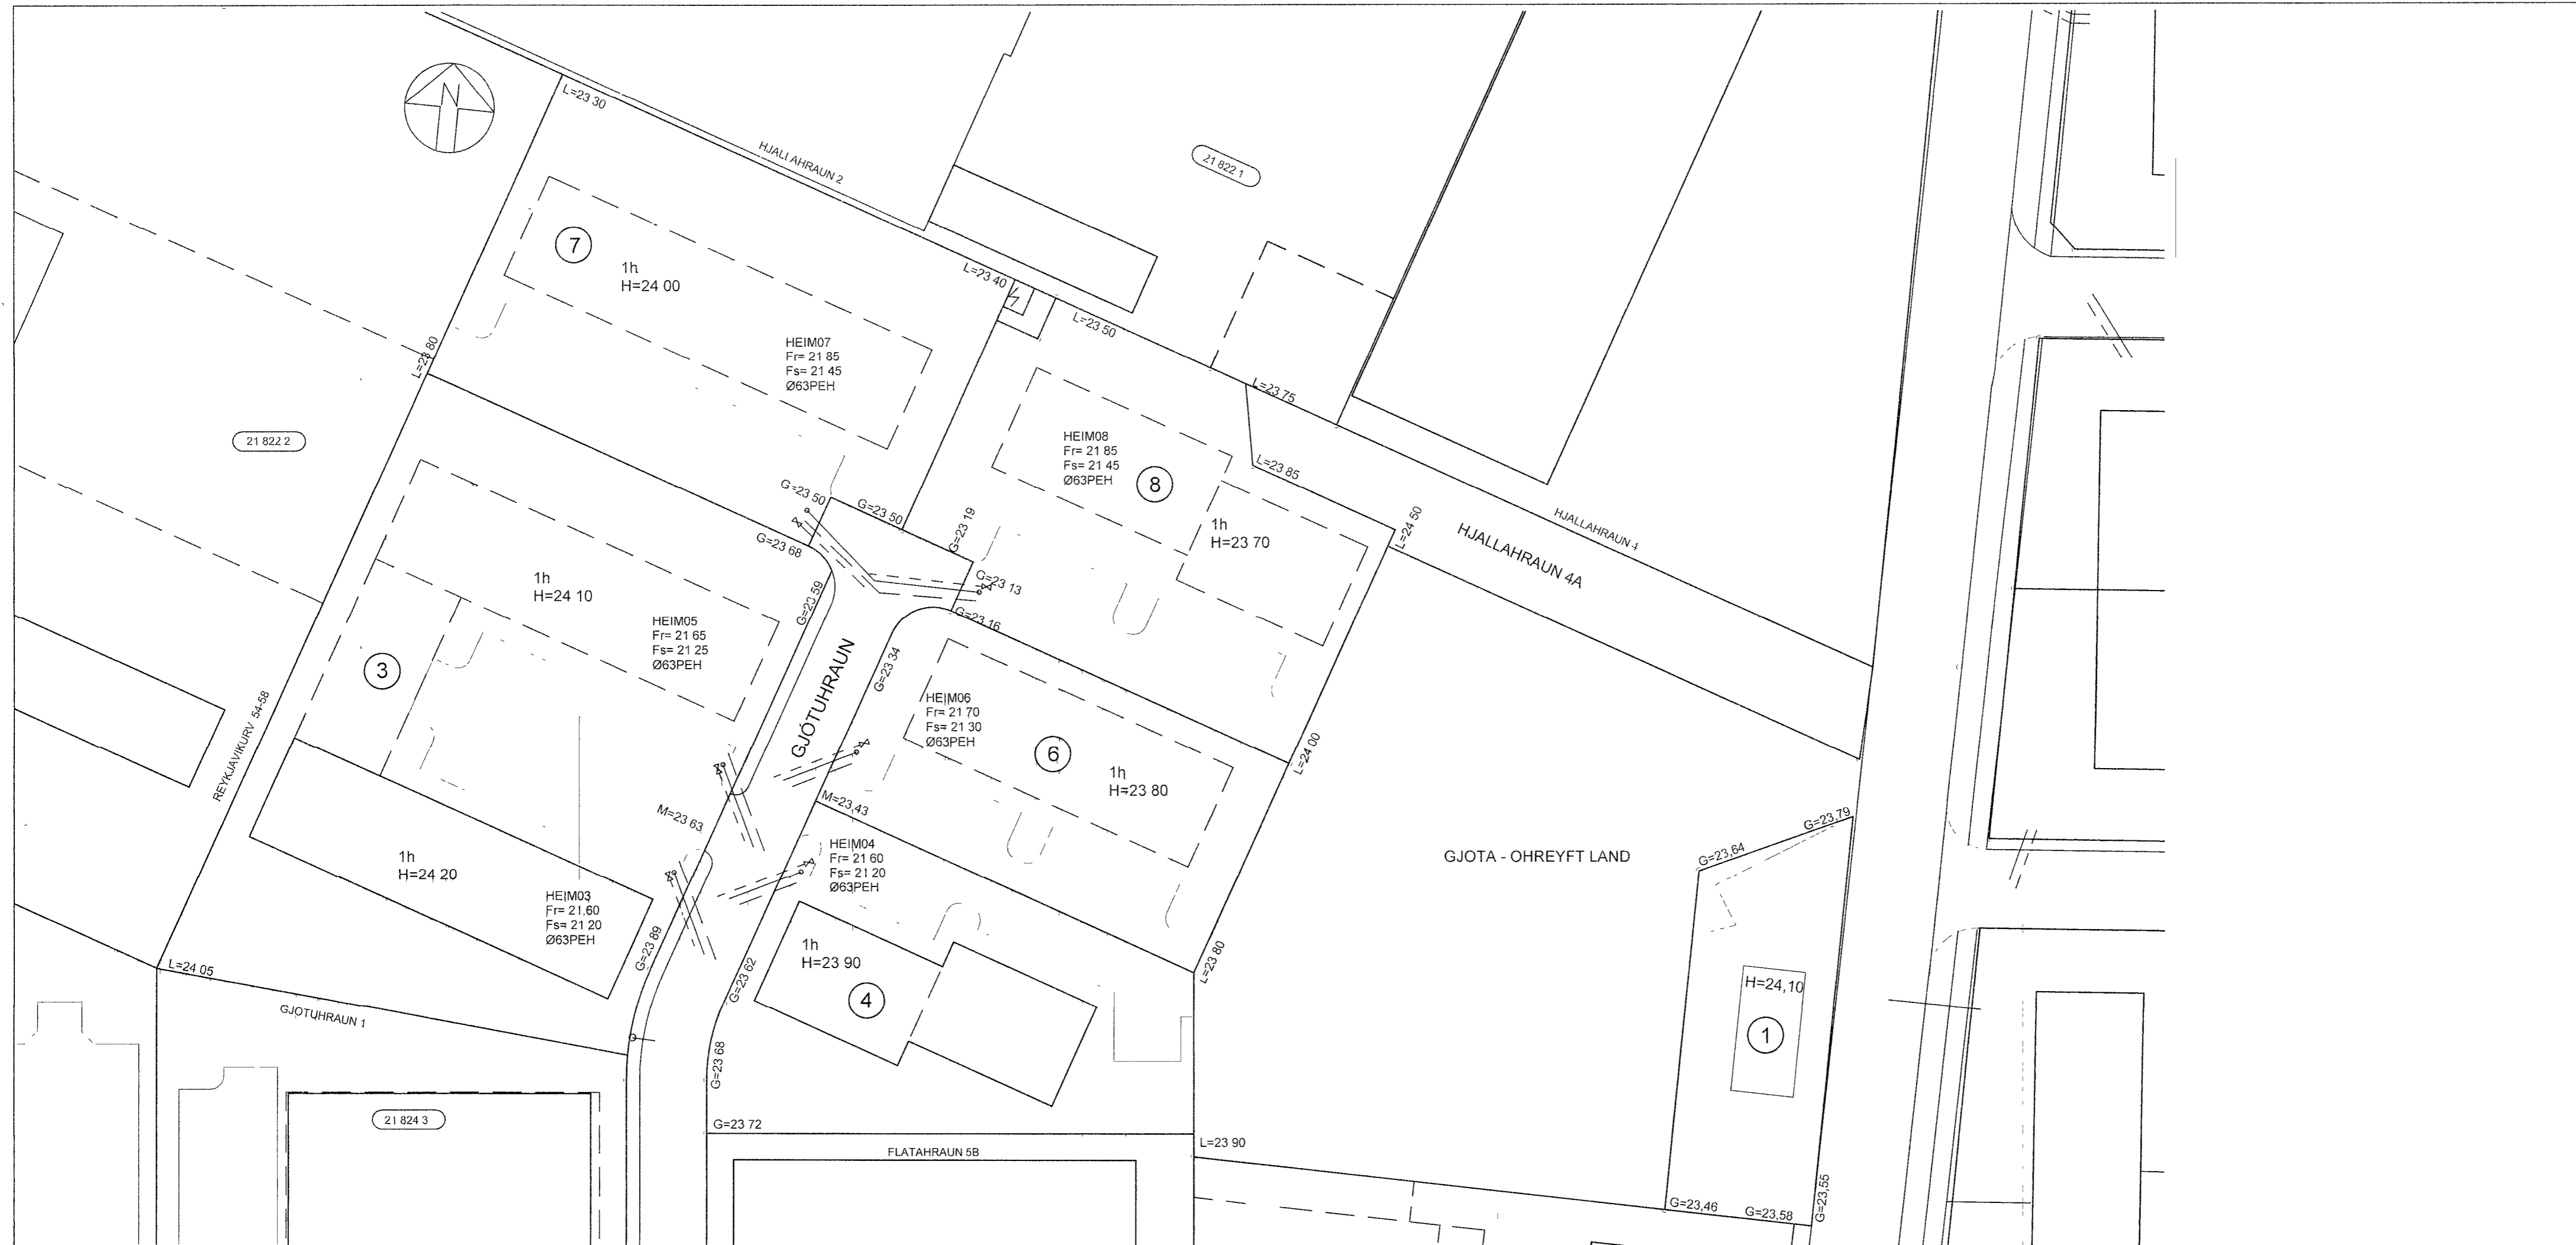 N
L=23 30
HJALLAHRAUN 2
21 822 1
7
1h
H=24 00
L=23 40
L=23 50
HEIM07
Fr= 21 85
Fs= 21 45
Ø63PEH
L=23 80
L=23 75
21 822 2
HEIM08
Fr= 21 85
Fs= 21 45
Ø63PEH
8
L=23 85
G=23 50
G=23 50
G=23 19
1h
H=23 70
L=24 50
HJALLAHRAUN 4
HJALLAHRAUN 4A
G=23 68
G=23 13
1h
H=24 10
G=23 59
G=23,16
HEIM05
Fr= 21 65
Fs= 21 25
Ø63PEH
3
GJÓTUHRAUN
G=23 34
HEIM06
Fr= 21 70
Fs= 21 30
Ø63PEH
6
1h
H=23 80
L=24 00
REYKJAVIKURV 54-58
M=23 63
M=23,43
HEIM04
Fr= 21 60
Fs= 21 20
Ø63PEH
G=23,79
G=23,64
GJOTA - OHREYFT LAND
1h
H=24 20
HEIM03
Fr= 21,60
Fs= 21 20
Ø63PEH
G=23 89
1h
H=23 90
4
G=23 62
L=23 80
L=24 05
H=24,10
1
GJOTUHRAUN 1
G=23 68
21 824 3
G=23 72
L=23 90
FLATAHRAUN 5B
G=23,46
G=23,58
G=23,55